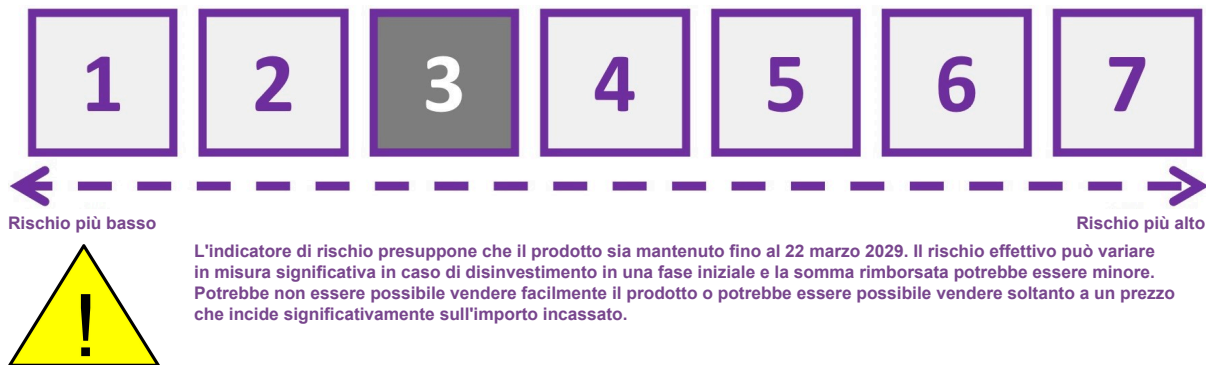 1 2 3 4 5 6 7
Rischio più basso Rischio più alto
L'indicatore di rischio presuppone che il prodotto sia mantenuto fino al 22 marzo 2029. Il rischio effettivo può variare
in misura significativa in caso di disinvestimento in una fase iniziale e la somma rimborsata potrebbe essere minore.
Potrebbe non essere possibile vendere facilmente il prodotto o potrebbe essere possibile vendere soltanto a un prezzo
che incide significativamente sull'importo incassato.
!